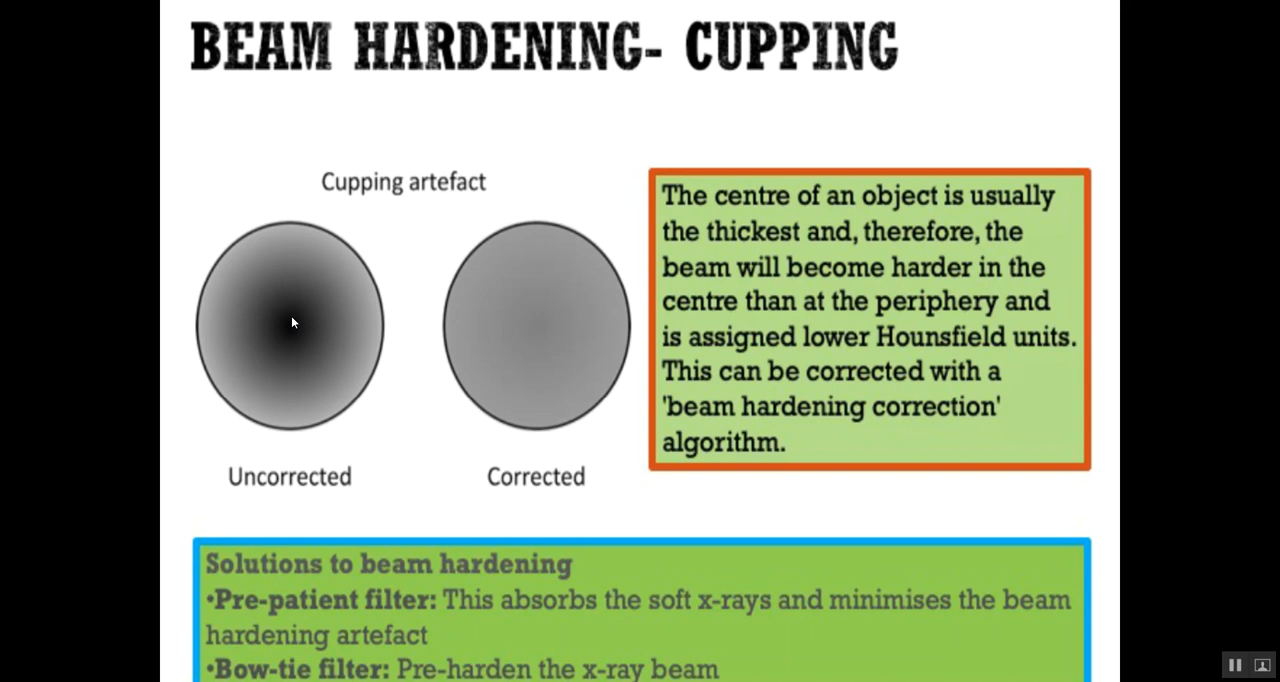 BEAM HARDENING- CUPPING
Cupping artefact
The centre of an object is usually
the thickest and, therefore, the
beam will become harder in the
centre than at the periphery and
is assigned lower Hounsfield units.
This can be corrected with a
'beam hardening correction'
algorithm.
Uncorrected
Corrected
Solutions to beam hardening
•Pre-patient filter: This absorbs the soft x-rays and minimises the beam
hardening artefact
•Bow-tie filter: Pre-harden the x-ray beam